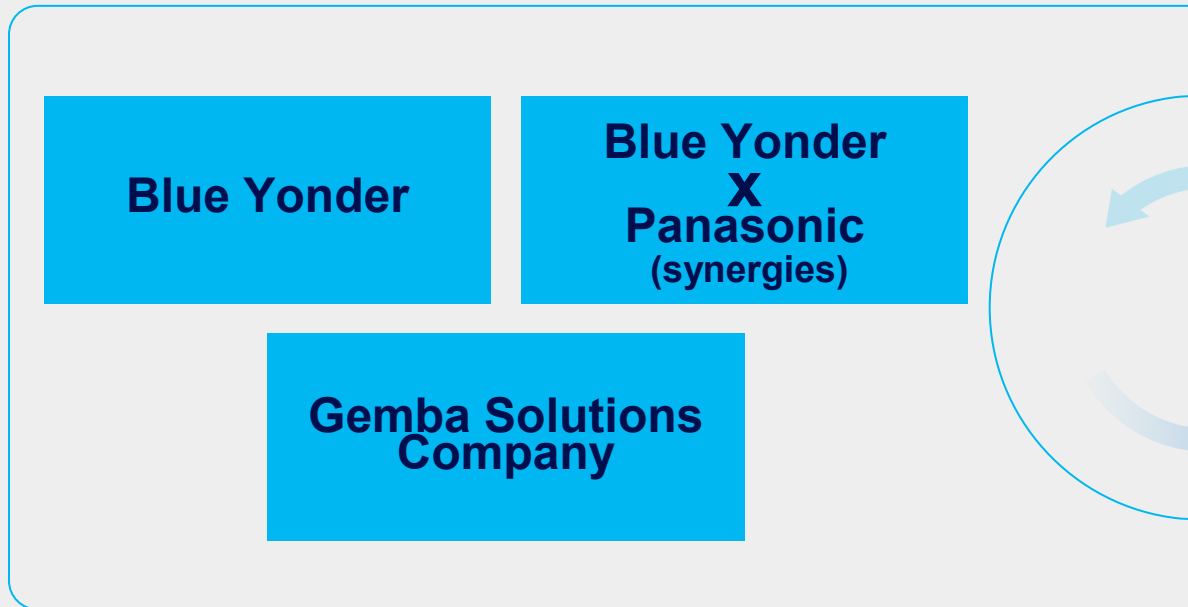 Blue Yonder
Blue Yonder
x
Panasonic
(synergies)
Gemba Solutions
Company